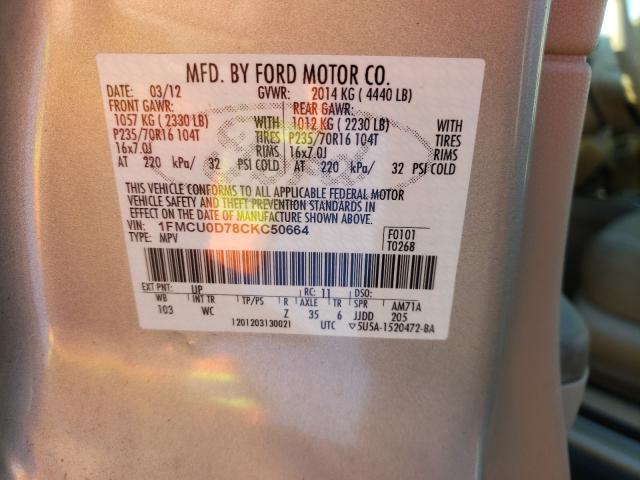 MFD. BY FORD MOTOR CO.
DATE: 03/12 GVWR: 2014 KG ( 4440 LB)
FRONT GAWR: REAR GAWR:
1057 KG ( 2330 LB) WITH 1012 KG ( 2230 LB) WITH
P235/70R16 104T TIRES P235/70R16 104T TIRES
16x7.0J RIMS 16x7.0J RIMS
AT 220 kPa/ 32 PSI COLD AT 220 kPa/ 32 PSI COLD
THIS VEHICLE CONFORMS TO ALL APPLICABLE FEDERAL MOTOR
VEHICLE SAFETY AND THEFT PREVENTION STANDARDS IN
EFFECT ON THE DATE OF MANUFACTURE SHOWN ABOVE.
VIN: 1FMCU0D78CKC50664 F0101
TYPE: MPV T0268
EXT PNT: UP RC: 11 DSO:
WB INT TR TP/PS R AXLE TR SPR AM71A
103 WC Z 35 6 JJDD 205
1201203130021 UTC ▽5U5A-1520472-BA